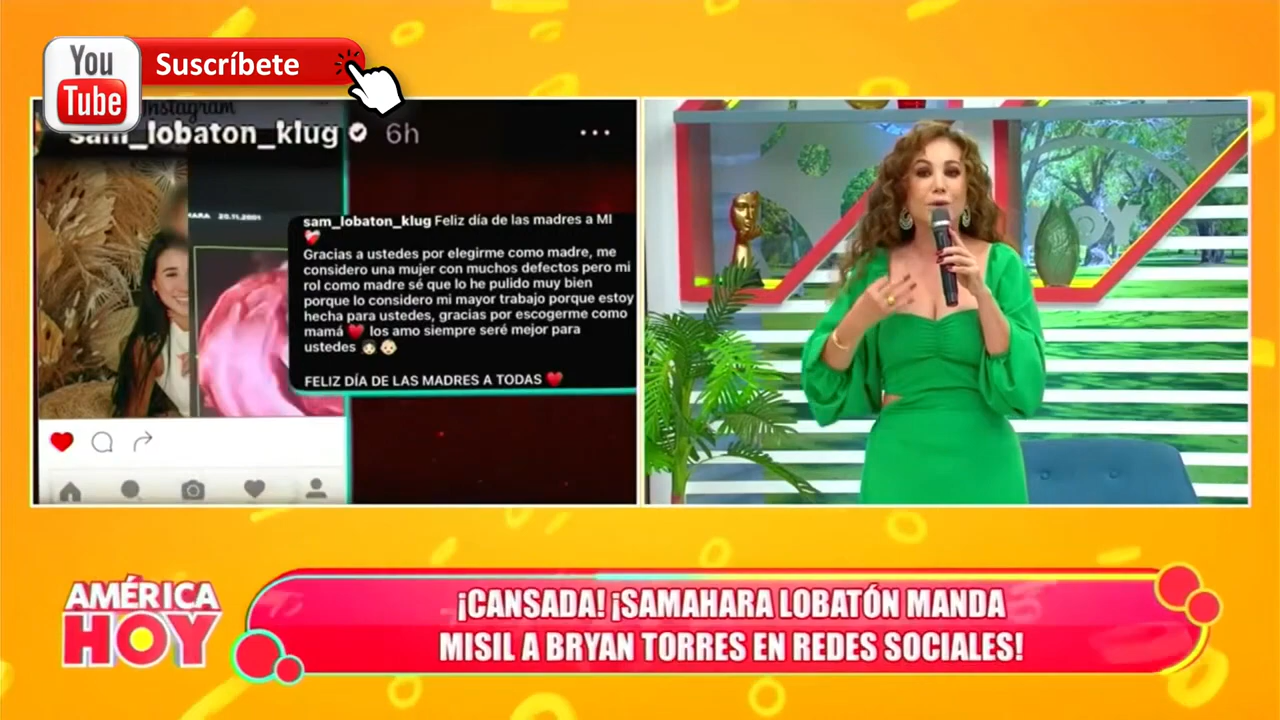 You
Tube
Suscríbete
Instagram
sam_lobaton_klug 6h
20.11.2001
sam_lobaton_klug Feliz día de las madres a MI
❤️‍🩹
Gracias a ustedes por elegirme como madre, me
considero una mujer con muchos defectos pero mi
rol como madre sé que lo he pulido muy bien
porque lo considero mi mayor trabajo porque estoy
hecha para ustedes, gracias por escogerme como
mamá ❤️ los amo siempre seré mejor para
ustedes 👧🏻👶🏼
FELIZ DÍA DE LAS MADRES A TODAS ❤️
AMÉRICA
HOY
¡CANSADA! ¡SAMAHARA LOBATÓN MANDA
MISIL A BRYAN TORRES EN REDES SOCIALES!